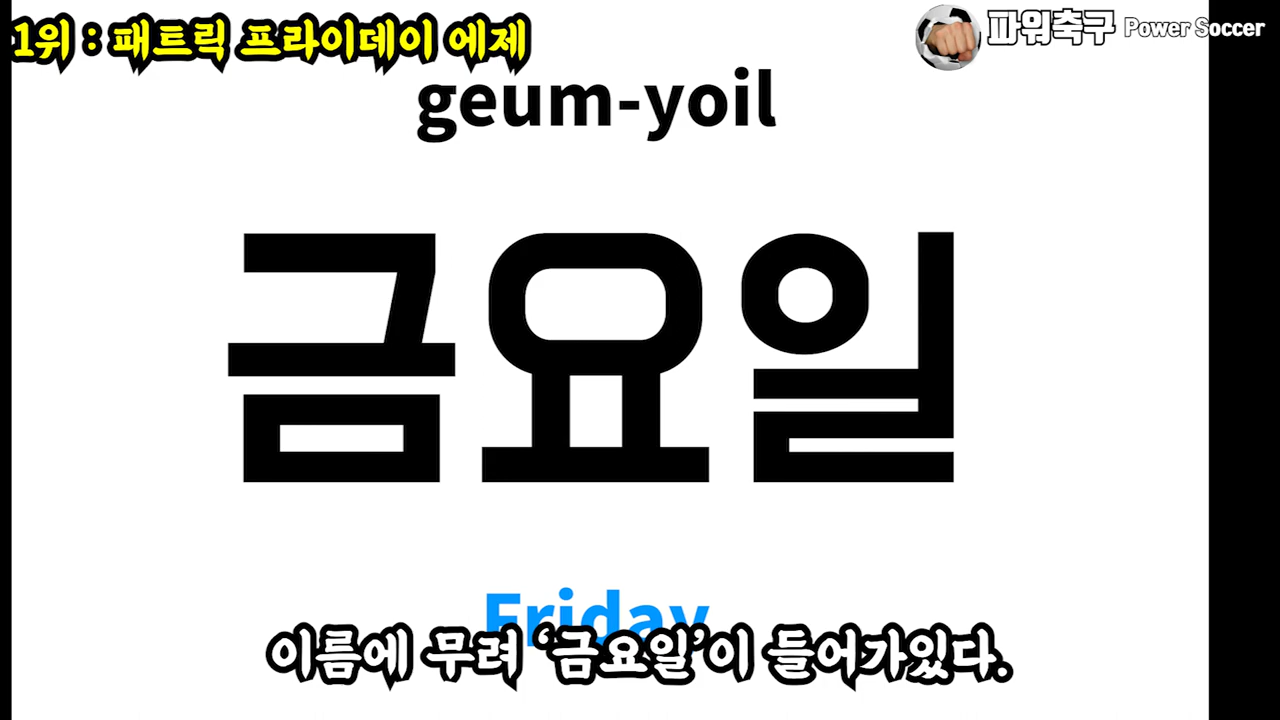 1위 : 패트릭 프라이데이 에제
파워축구 Power Soccer
geum-yoil
금요일
Friday
이름에 무려 ‘금요일’이 들어가있다.